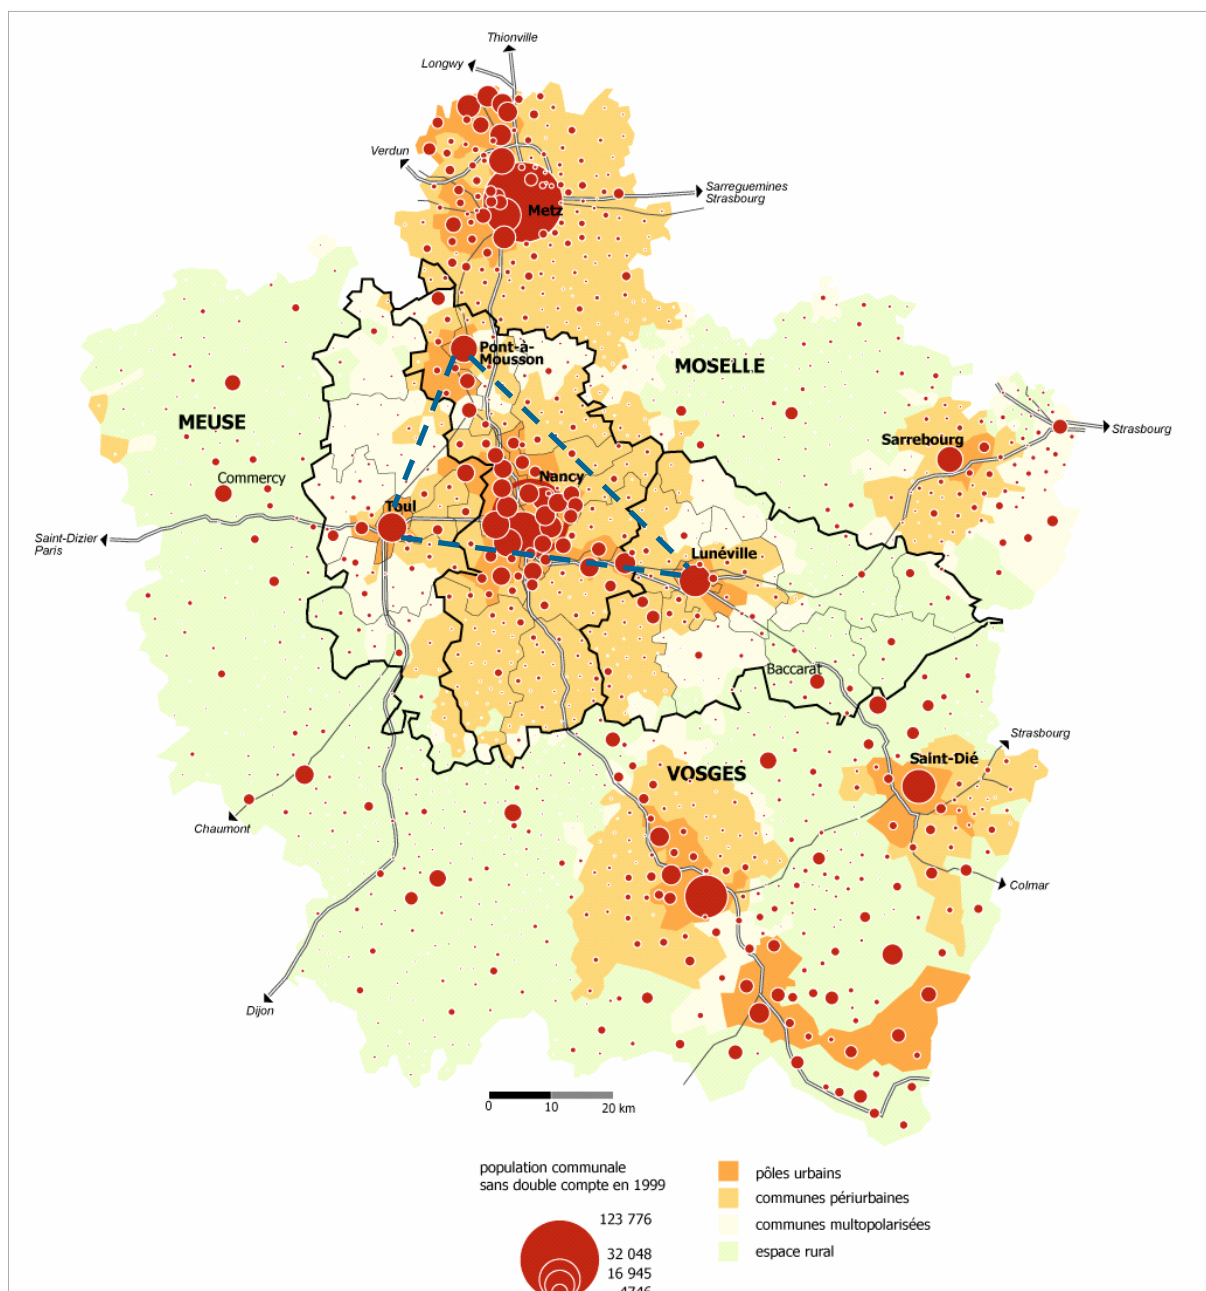 Thionville
Longwy
Verdun
Sarreguemines
Strasbourg
Metz
Pont-à-
Mousson
MOSELLE
MEUSE
Sarrebourg
Strasbourg
Commercy
Nancy
Toul
Saint-Dizier
Paris
Lunéville
Baccarat
Strasbourg
Saint-Dié
VOSGES
Chaumont
Colmar
Dijon
0 10 20 km
population communale
sans double compte en 1999
123 776
32 048
16 945
4746
pôles urbains
communes périurbaines
communes multopolarisées
espace rural